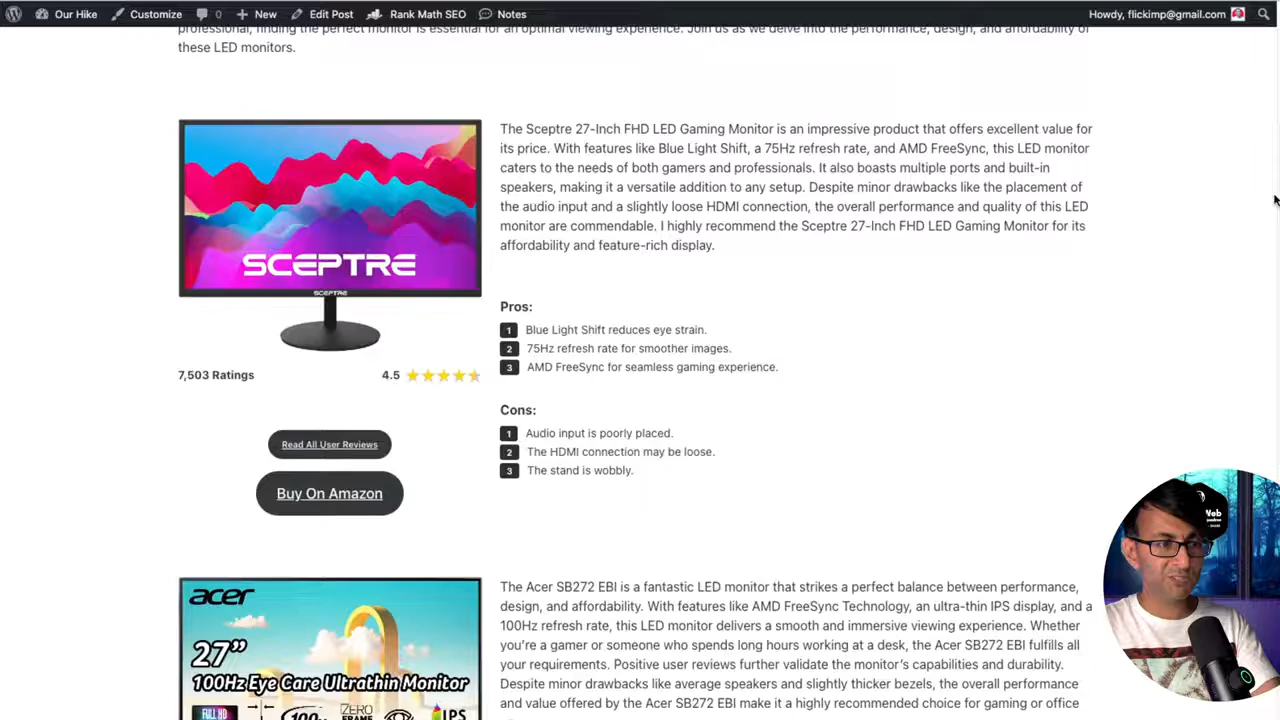 Our Hike Customize 0 New Edit Post Rank Math SEO Notes Howdy, flickimp@gmail.com
professional, finding the perfect monitor is essential for an optimal viewing experience. Join us as we delve into the performance, design, and affordability of
these LED monitors.
The Sceptre 27-Inch FHD LED Gaming Monitor is an impressive product that offers excellent value for
its price. With features like Blue Light Shift, a 75Hz refresh rate, and AMD FreeSync, this LED monitor
caters to the needs of both gamers and professionals. It also boasts multiple ports and built-in
speakers, making it a versatile addition to any setup. Despite minor drawbacks like the placement of
the audio input and a slightly loose HDMI connection, the overall performance and quality of this LED
monitor are commendable. I highly recommend the Sceptre 27-Inch FHD LED Gaming Monitor for its
affordability and feature-rich display.
SCEPTRE
SCEPTRE
7,503 Ratings 4.5
Read All User Reviews
Buy On Amazon
Pros:
1 Blue Light Shift reduces eye strain.
2 75Hz refresh rate for smoother images.
3 AMD FreeSync for seamless gaming experience.
Cons:
1 Audio input is poorly placed.
2 The HDMI connection may be loose.
3 The stand is wobbly.
acer
27”
100Hz Eye Care Ultrathin Monitor
FULL HD 100 ZERO FRAME IPS
The Acer SB272 EBI is a fantastic LED monitor that strikes a perfect balance between performance,
design, and affordability. With features like AMD FreeSync Technology, an ultra-thin IPS display, and a
100Hz refresh rate, this LED monitor delivers a smooth and immersive viewing experience. Whether
you’re a gamer or someone who spends long hours working at a desk, the Acer SB272 EBI fulfills all
your requirements. Positive user reviews further validate the monitor’s capabilities and durability.
Despite minor drawbacks like average speakers and slightly thicker bezels, the overall performance
and value offered by the Acer SB272 EBI make it a highly recommended choice for gaming or office
Web